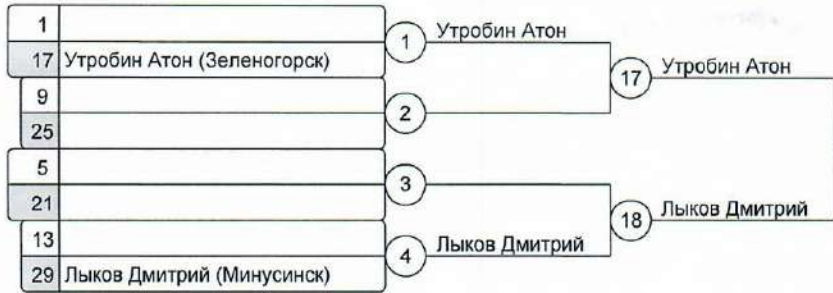 1
17 Утробин Атон (Зеленогорск)
1 Утробин Атон
9
25
2
17 Утробин Атон
5
21
3
13
29 Лыков Дмитрий (Минусинск)
4 Лыков Дмитрий
18 Лыков Дмитрий